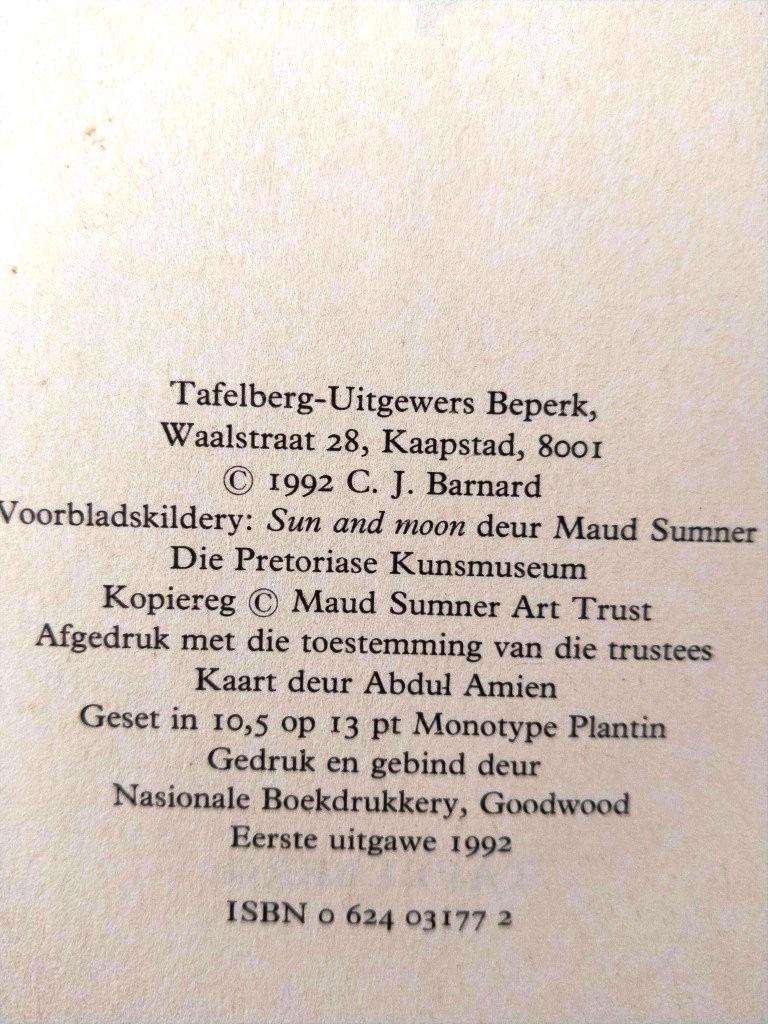 Tafelberg-Uitgewers Beperk,
Waalstraat 28, Kaapstad, 8001
© 1992 C. J. Barnard
Voorbladskildery: Sun and moon deur Maud Sumner
Die Pretoriase Kunsmuseum
Kopiereg © Maud Sumner Art Trust
Afgedruk met die toestemming van die trustees
Kaart deur Abdul Amien
Geset in 10,5 op 13 pt Monotype Plantin
Gedruk en gebind deur
Nasionale Boekdrukkery, Goodwood
Eerste uitgawe 1992
ISBN 0 624 03177 2